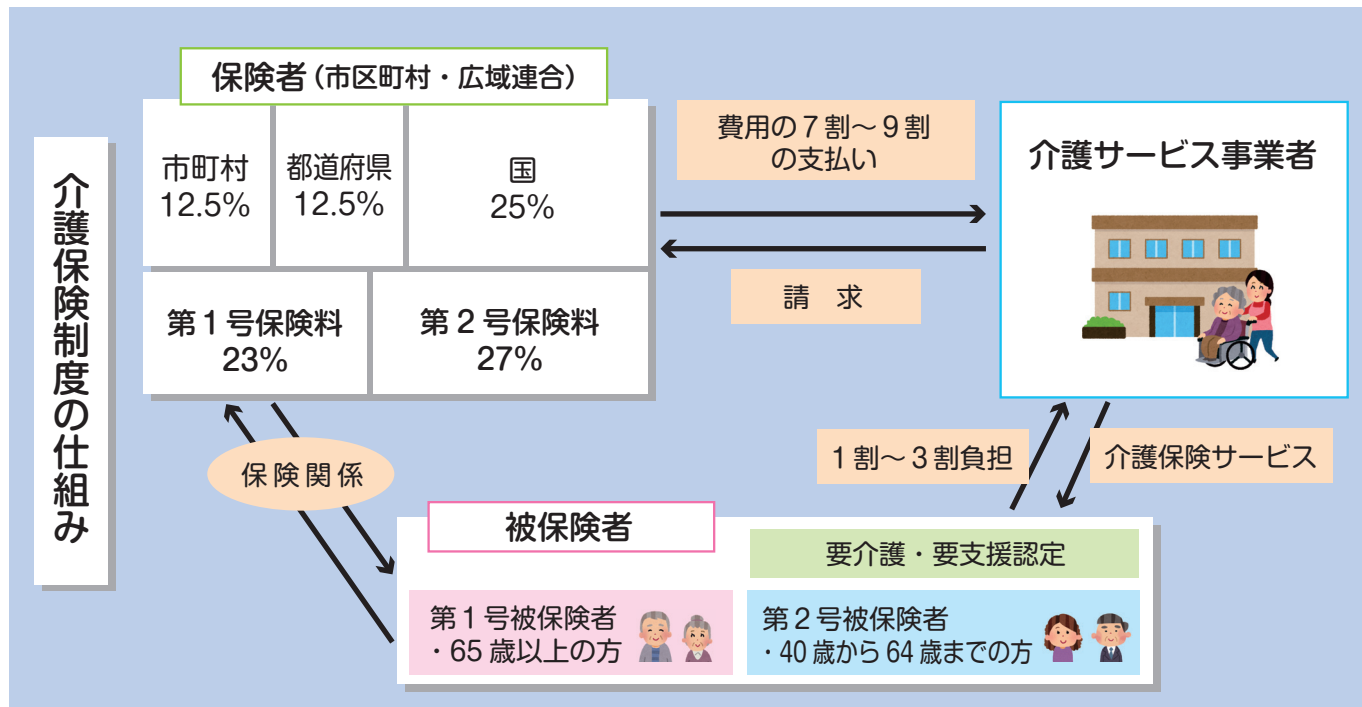 介護保険制度の仕組み
保険者(市区町村・広域連合)
市町村
12.5%
都道府県
12.5%
国
25%
第1号保険料
23%
第2号保険料
27%
費用の7割~9割
の支払い
請 求
介護サービス事業者
保険関係
1割~3割負担
介護保険サービス
被保険者
要介護・要支援認定
第1号被保険者
・65歳以上の方
第2号被保険者
・40歳から64歳までの方